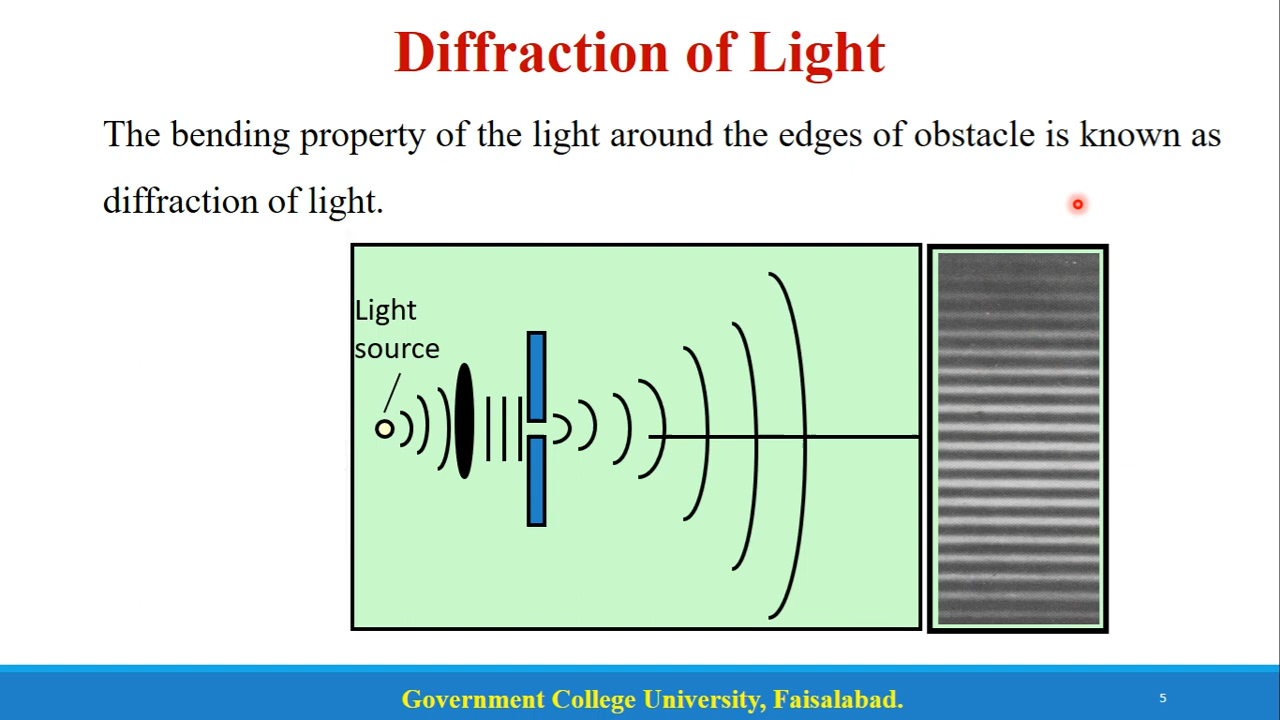 Diffraction of Light
The bending property of the light around the edges of obstacle is known as
diffraction of light.
Light
source
Government College University, Faisalabad.
5